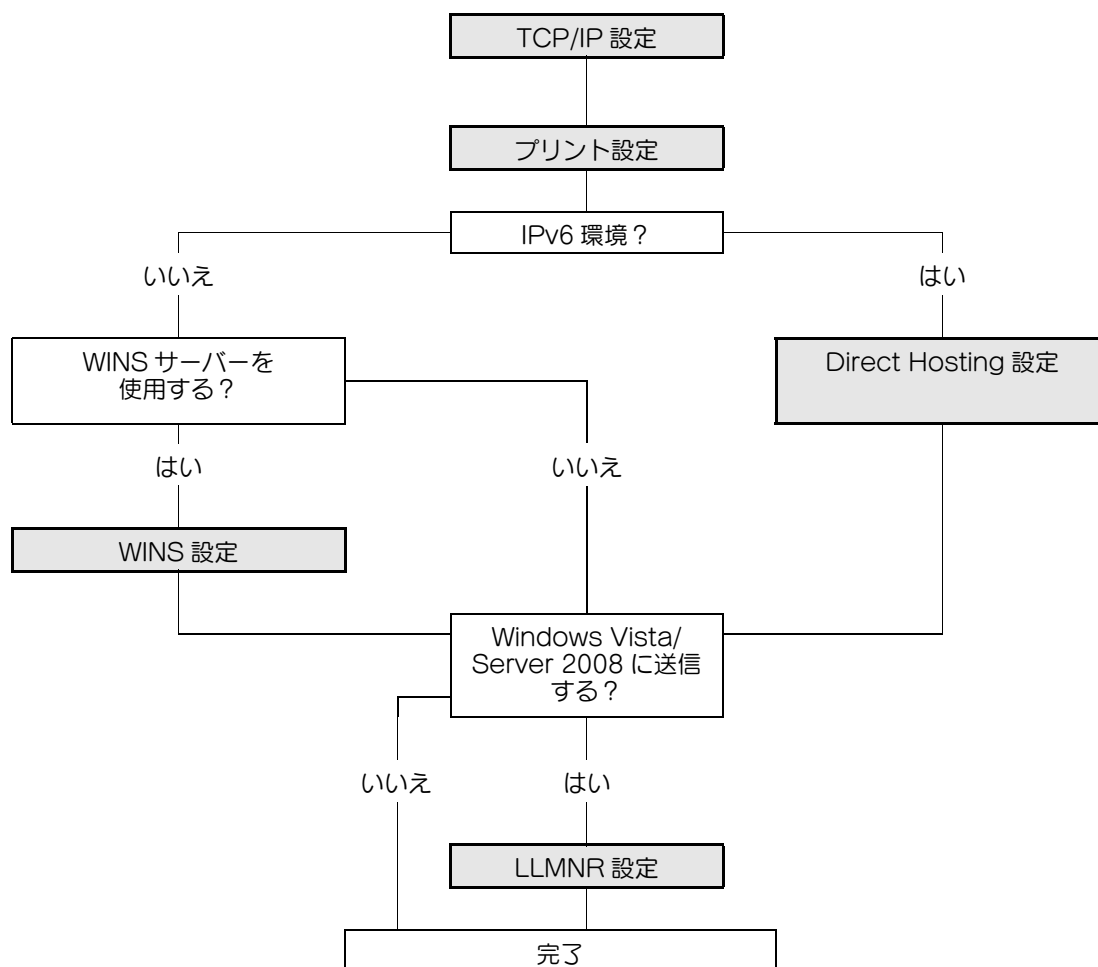 TCP/IP 設定
プリント設定
IPv6 環境？
いいえ
はい
WINS サーバーを
使用する？
Direct Hosting 設定
はい
いいえ
WINS 設定
Windows Vista/
Server 2008 に送信
する？
いいえ
はい
LLMNR 設定
完了